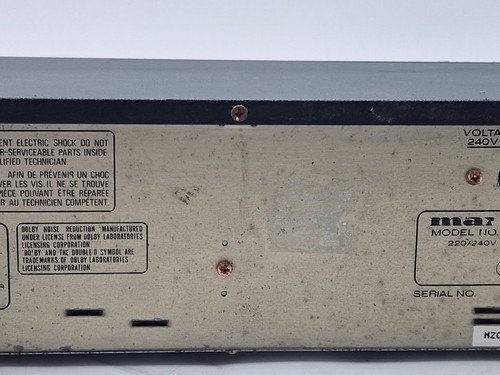 ENT ELECTRIC SHOCK DO NOT
R-SERVICEABLE PARTS INSIDE
LIFIED TECHNICIAN.
AFIN DE PRÉVENIR UN CHOC
VER LES VIS. IL NE SE TROUVE
PIÈCE POUVANT ÊTRE RÉPARÉE
R AU TECHNICIEN COMPÉTENT.
DOLBY NOISE REDUCTION MANUFACTURED
UNDER LICENSE FROM DOLBY LABORATORIES
LICENSING CORPORATION
'DOLBY' AND THE DOUBLE-D SYMBOL ARE
TRADEMARKS OF DOLBY LABORATORIES
LICENSING CORPORATION
R
VOLTA
240V
mar
MODEL NO.
220/240V
SERIAL NO.
MZ0